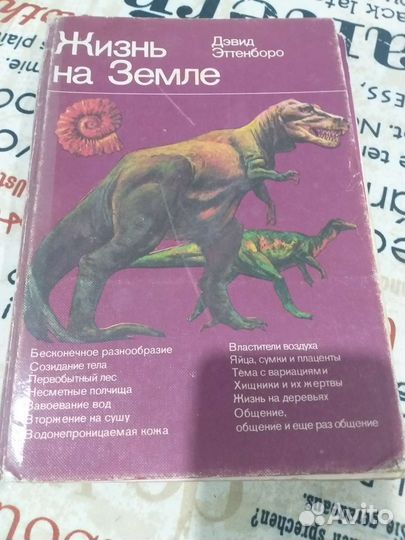 Жизнь
на Земле
Дэвид
Эттенборо
Бесконечное разнообразие
Созидание тела
Первобытный лес
Несметные полчища
Завоевание вод
Вторжение на сушу
Водонепроницаемая кожа
Властители воздуха
Яйца, сумки и плаценты
Тема с вариациями
Хищники и их жертвы
Жизнь на деревьях
Общение,
общение и еще раз общение
Avito